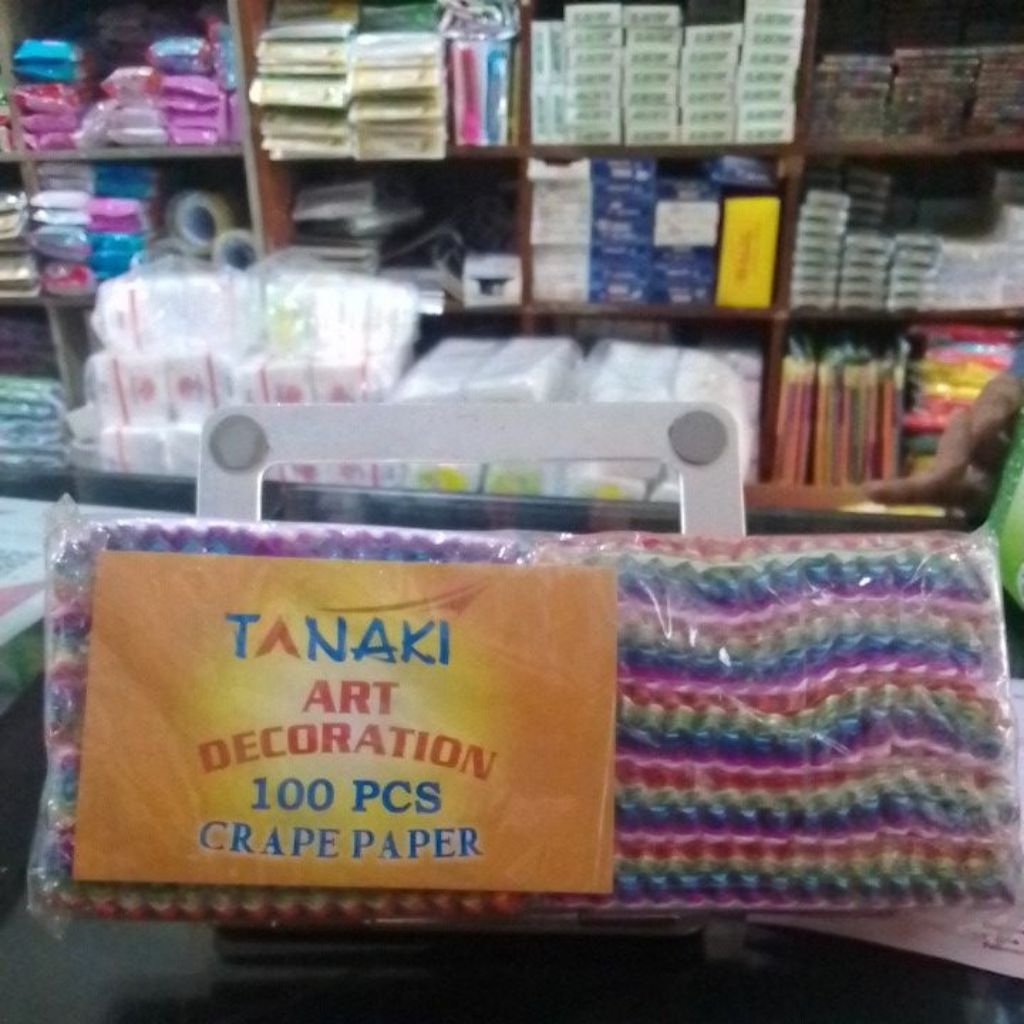 TANAKI
ART
DECORATION
100 PCS
CRAPE PAPER